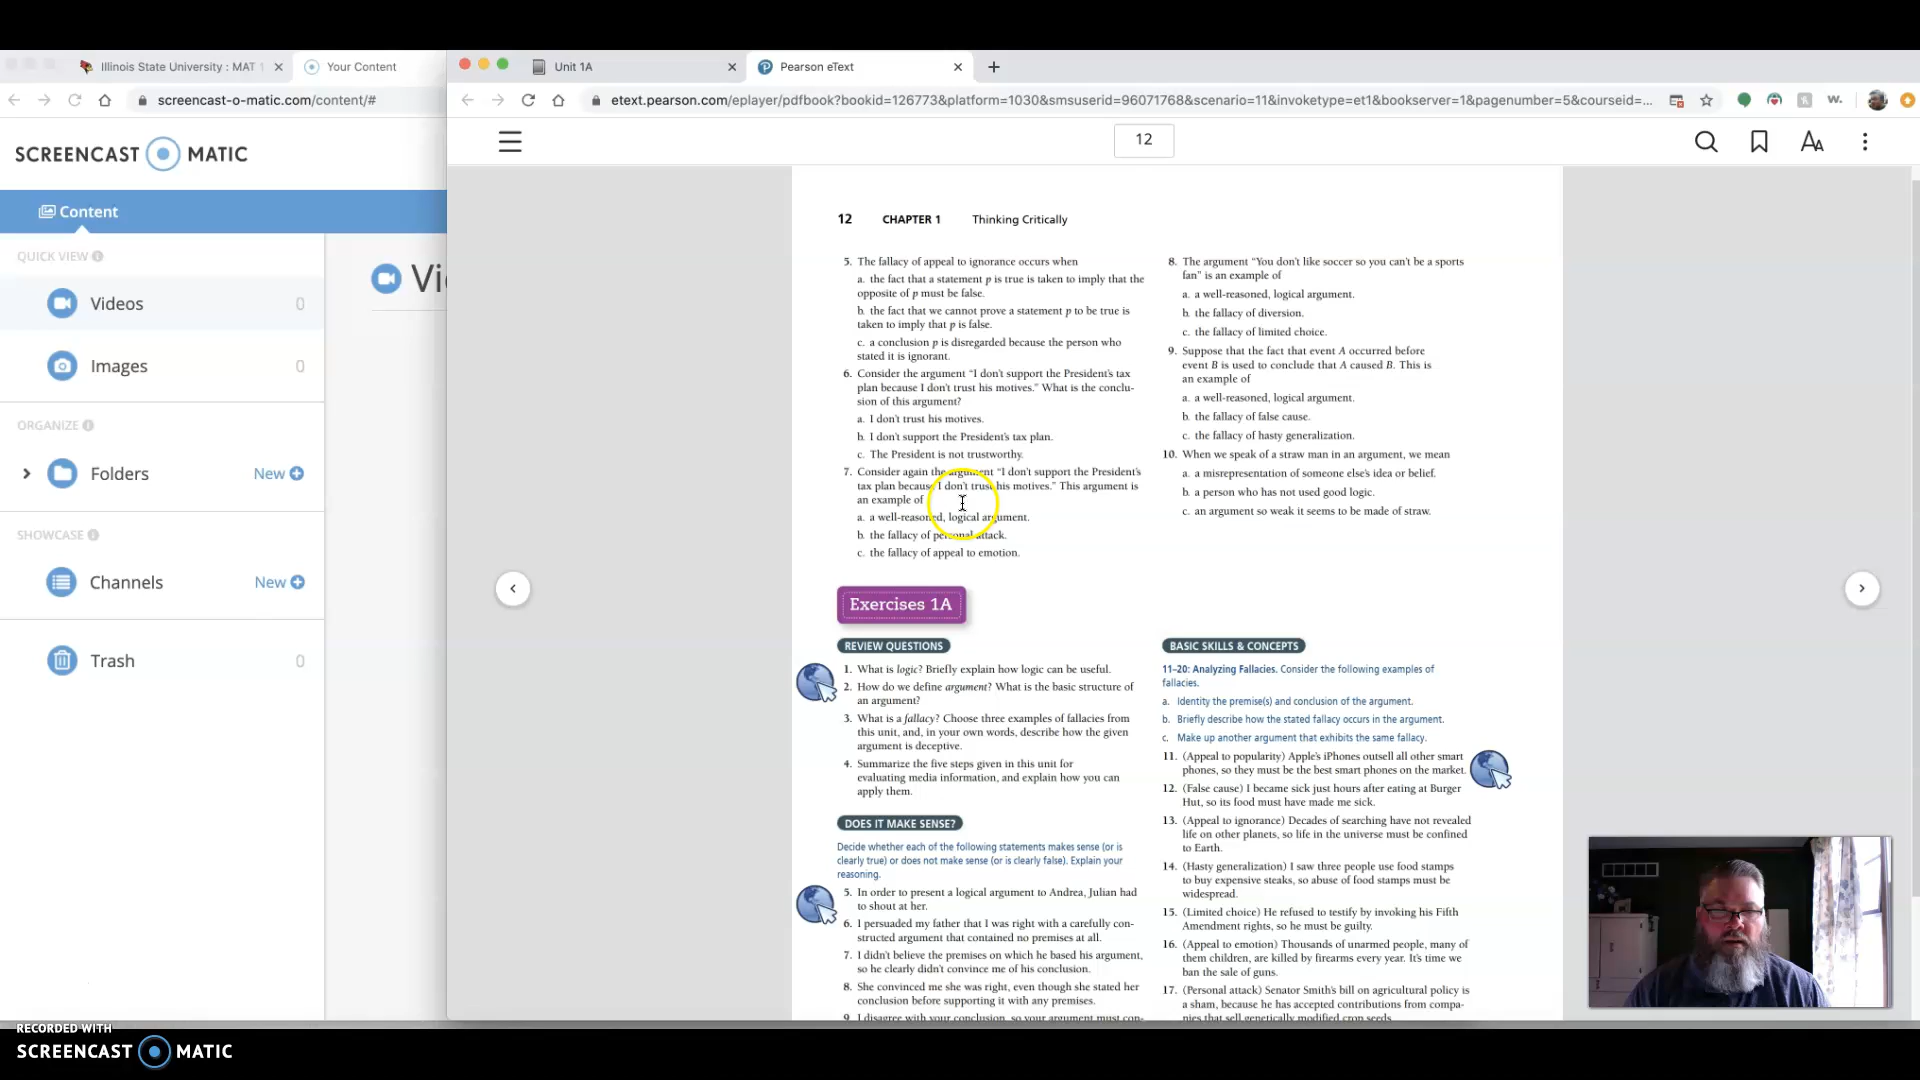 Illinois State University : MAT 1
Your Content
Unit 1A
Pearson eText
screencast-o-matic.com/content/#
etext.pearson.com/eplayer/pdfbook?bookid=126773&platform=1030&smsuserid=96071768&scenario=11&invoketype=et1&bookserver=1&pagenumber=5&courseid=...
SCREENCAST MATIC
Content
QUICK VIEW
Videos 0
Images 0
ORGANIZE
Folders New
SHOWCASE
Channels New
Trash 0
12
12 CHAPTER 1 Thinking Critically
5. The fallacy of appeal to ignorance occurs when
a. the fact that a statement p is true is taken to imply that the
opposite of p must be false.
b. the fact that we cannot prove a statement p to be true is
taken to imply that p is false.
c. a conclusion p is disregarded because the person who
stated it is ignorant.
6. Consider the argument “I don’t support the President’s tax
plan because I don’t trust his motives.” What is the conclu-
sion of this argument?
a. I don’t trust his motives.
b. I don’t support the President’s tax plan.
c. The President is not trustworthy.
7. Consider again the argument “I don’t support the President’s
tax plan because I don’t trust his motives.” This argument is
an example of
a. a well-reasoned, logical argument.
b. the fallacy of personal attack.
c. the fallacy of appeal to emotion.
8. The argument “You don’t like soccer so you can’t be a sports
fan” is an example of
a. a well-reasoned, logical argument.
b. the fallacy of diversion.
c. the fallacy of limited choice.
9. Suppose that the fact that event A occurred before
event B is used to conclude that A caused B. This is
an example of
a. a well-reasoned, logical argument.
b. the fallacy of false cause.
c. the fallacy of hasty generalization.
10. When we speak of a straw man in an argument, we mean
a. a misrepresentation of someone else’s idea or belief.
b. a person who has not used good logic.
c. an argument so weak it seems to be made of straw.
Exercises 1A
REVIEW QUESTIONS
1. What is logic? Briefly explain how logic can be useful.
2. How do we define argument? What is the basic structure of
an argument?
3. What is a fallacy? Choose three examples of fallacies from
this unit, and, in your own words, describe how the given
argument is deceptive.
4. Summarize the five steps given in this unit for
evaluating media information, and explain how you can
apply them.
DOES IT MAKE SENSE?
Decide whether each of the following statements makes sense (or is
clearly true) or does not make sense (or is clearly false). Explain your
reasoning.
5. In order to present a logical argument to Andrea, Julian had
to shout at her.
6. I persuaded my father that I was right with a carefully con-
structed argument that contained no premises at all.
7. I didn’t believe the premises on which he based his argument,
so he clearly didn’t convince me of his conclusion.
8. She convinced me she was right, even though she stated her
conclusion before supporting it with any premises.
9. I disagree with your conclusion, so your argument must con-
BASIC SKILLS & CONCEPTS
11–20: Analyzing Fallacies. Consider the following examples of
fallacies.
a. Identity the premise(s) and conclusion of the argument.
b. Briefly describe how the stated fallacy occurs in the argument.
c. Make up another argument that exhibits the same fallacy.
11. (Appeal to popularity) Apple’s iPhones outsell all other smart
phones, so they must be the best smart phones on the market.
12. (False cause) I became sick just hours after eating at Burger
Hut, so its food must have made me sick.
13. (Appeal to ignorance) Decades of searching have not revealed
life on other planets, so life in the universe must be confined
to Earth.
14. (Hasty generalization) I saw three people use food stamps
to buy expensive steaks, so abuse of food stamps must be
widespread.
15. (Limited choice) He refused to testify by invoking his Fifth
Amendment rights, so he must be guilty.
16. (Appeal to emotion) Thousands of unarmed people, many of
them children, are killed by firearms every year. It’s time we
ban the sale of guns.
17. (Personal attack) Senator Smith’s bill on agricultural policy is
a sham, because he has accepted contributions from compa-
nies that sell genetically modified crop seeds.
RECORDED WITH
SCREENCAST MATIC